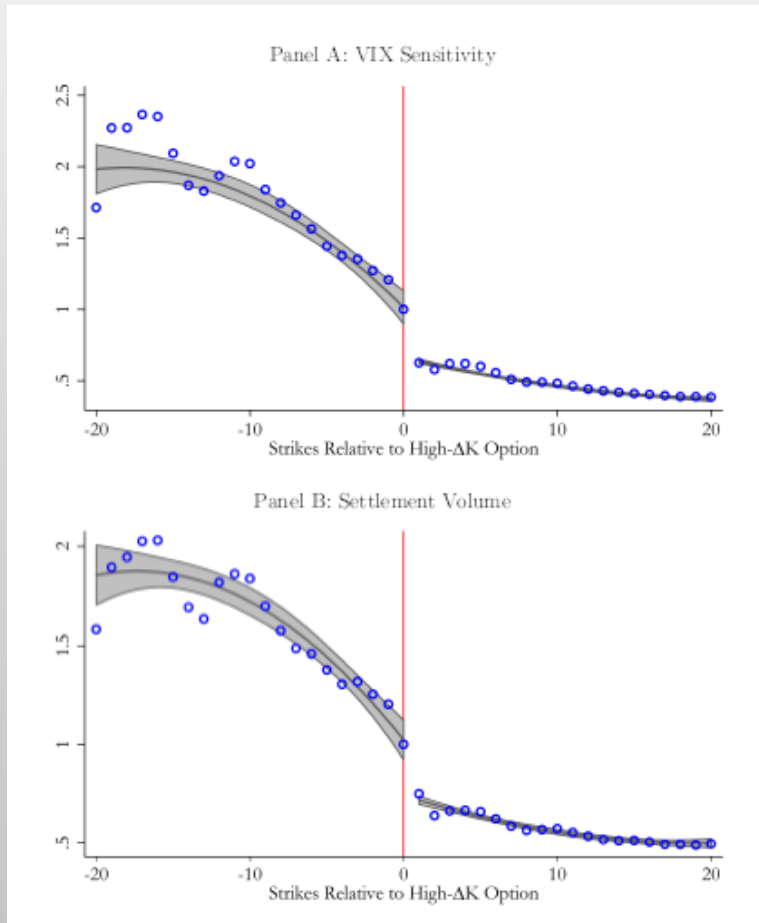 Panel A: VIX Sensitivity
2.5
2
1.5
1
.5
-20 -10 0 10 20
Strikes Relative to High-ΔK Option
Panel B: Settlement Volume
2
1.5
1
.5
-20 -10 0 10 20
Strikes Relative to High-ΔK Option